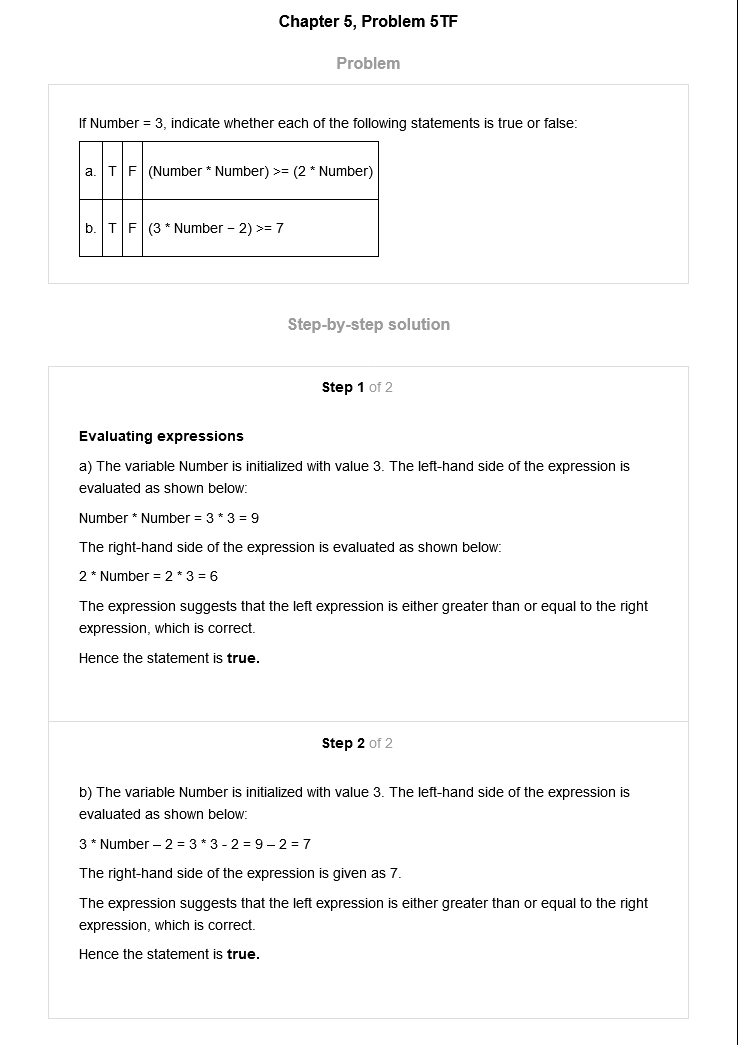 Chapter 5, Problem 5TF
Problem
If Number = 3, indicate whether each of the following statements is true or false:
a. T F (Number * Number) >= (2 * Number)
b. T F (3 * Number − 2) >= 7
Step-by-step solution
Step 1 of 2
Evaluating expressions
a) The variable Number is initialized with value 3. The left-hand side of the expression is
evaluated as shown below:
Number * Number = 3 * 3 = 9
The right-hand side of the expression is evaluated as shown below:
2 * Number = 2 * 3 = 6
The expression suggests that the left expression is either greater than or equal to the right
expression, which is correct.
Hence the statement is true.
Step 2 of 2
b) The variable Number is initialized with value 3. The left-hand side of the expression is
evaluated as shown below:
3 * Number – 2 = 3 * 3 - 2 = 9 – 2 = 7
The right-hand side of the expression is given as 7.
The expression suggests that the left expression is either greater than or equal to the right
expression, which is correct.
Hence the statement is true.